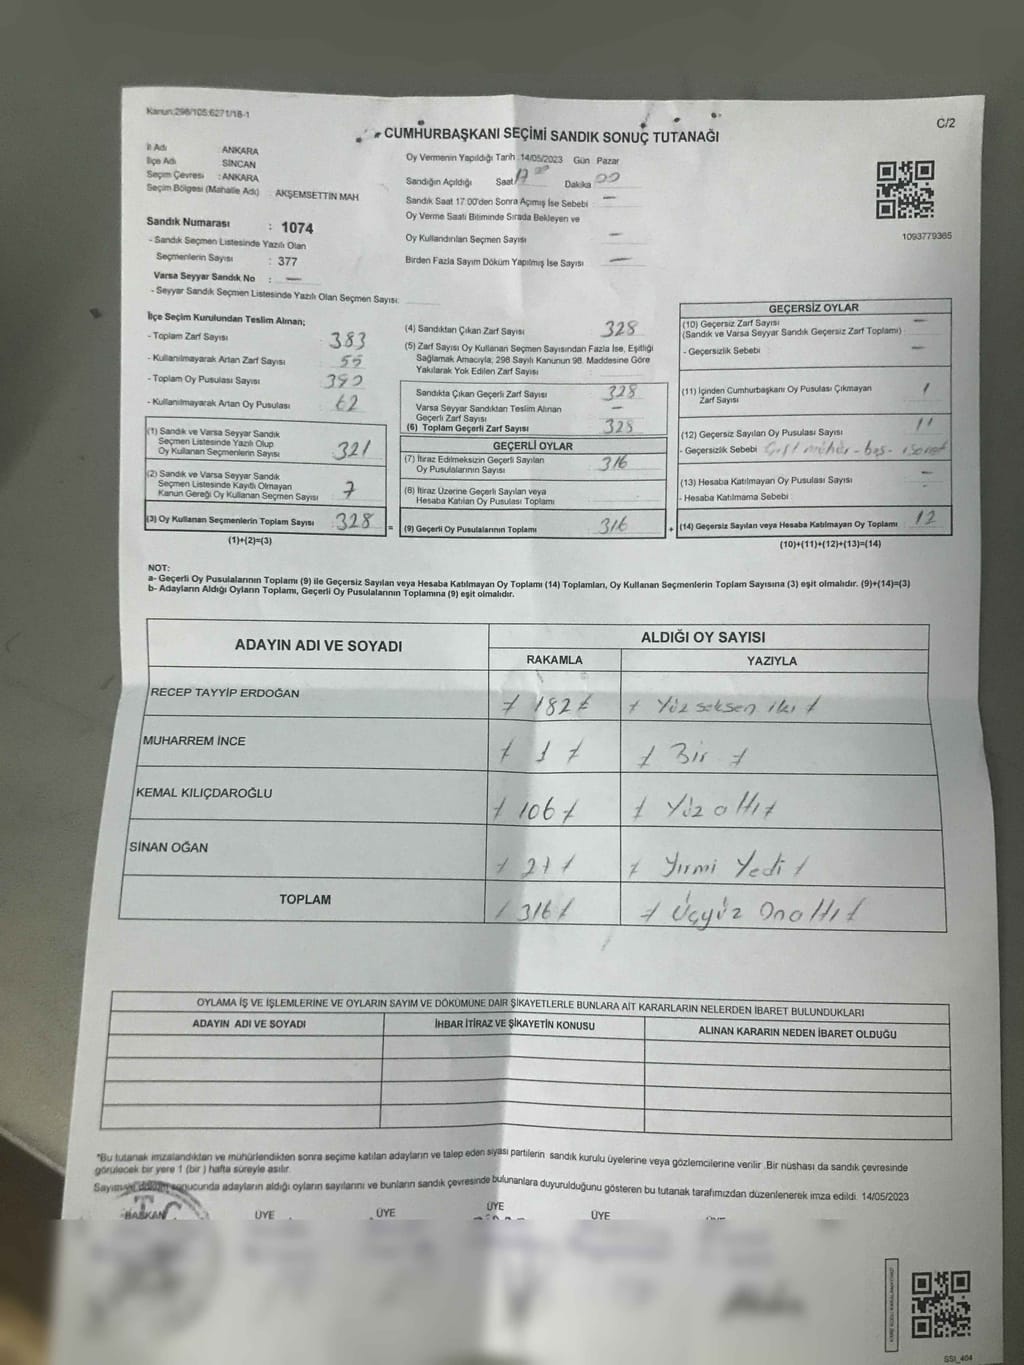 Kanun:298/105:6271/18-1
C/2
CUMHURBAŞKANI SEÇİMİ SANDIK SONUÇ TUTANAĞI
İl Adı ANKARA
İlçe Adı SİNCAN
Seçim Çevresi : ANKARA
Seçim Bölgesi (Mahalle Adı) : AKŞEMSETTİN MAH
Sandık Numarası : 1074
- Sandık Seçmen Listesinde Yazılı Olan
Seçmenlerin Sayısı : 377
Varsa Seyyar Sandık No : —
- Seyyar Sandık Seçmen Listesinde Yazılı Olan Seçmen Sayısı:
Oy Vermenin Yapıldığı Tarih 14/05/2023 Gün Pazar
Sandığın Açıldığı Saat 17 00 Dakika 00
Sandık Saat 17.00'den Sonra Açımış İse Sebebi —
Oy Verme Saati Bitiminde Sırada Bekleyen ve
Oy Kullandırılan Seçmen Sayısı —
Birden Fazla Sayım Döküm Yapılmış İse Sayısı —
1093779365
İlçe Seçim Kurulundan Teslim Alınan;
- Toplam Zarf Sayısı 383
- Kullanılmayarak Artan Zarf Sayısı 55
- Toplam Oy Pusulası Sayısı 390
- Kullanılmayarak Artan Oy Pusulası 62
(1) Sandık ve Varsa Seyyar Sandık
Seçmen Listesinde Yazılı Olup
Oy Kullanan Seçmenlerin Sayısı 321
(2) Sandık ve Varsa Seyyar Sandık
Seçmen Listesinde Kayıtlı Olmayan
Kanun Gereği Oy Kullanan Seçmen Sayısı 7
(3) Oy Kullanan Seçmenlerin Toplam Sayısı 328 =
(1)+(2)=(3)
(4) Sandıktan Çıkan Zarf Sayısı 328
(5) Zarf Sayısı Oy Kullanan Seçmen Sayısından Fazla İse, Eşitliği
Sağlamak Amacıyla, 298 Sayılı Kanunun 98. Maddesine Göre
Yakılarak Yok Edilen Zarf Sayısı
Sandıkta Çıkan Geçerli Zarf Sayısı 328
Varsa Seyyar Sandıktan Teslim Alınan
Geçerli Zarf Sayısı —
(6) Toplam Geçerli Zarf Sayısı 328
GEÇERLİ OYLAR
(7) İtiraz Edilmeksizin Geçerli Sayılan
Oy Pusulalarının Sayısı 316
(8) İtiraz Üzerine Geçerli Sayılan veya
Hesaba Katılan Oy Pusulası Toplamı
(9) Geçerli Oy Pusulalarının Toplamı 316 +
GEÇERSİZ OYLAR
(10) Geçersiz Zarf Sayısı —
(Sandık ve Varsa Seyyar Sandık Geçersiz Zarf Toplamı)
- Geçersizlik Sebebi : —
(11) İçinden Cumhurbaşkanı Oy Pusulası Çıkmayan
Zarf Sayısı 1
(12) Geçersiz Sayılan Oy Pusulası Sayısı 11
- Geçersizlik Sebebi Çift mühür - boş - işaret
(13) Hesaba Katılmayan Oy Pusulası Sayısı —
- Hesaba Katılmama Sebebi : —
(14) Geçersiz Sayılan veya Hesaba Katılmayan Oy Toplamı 12
(10)+(11)+(12)+(13)=(14)
NOT:
a- Geçerli Oy Pusulalarının Toplamı (9) ile Geçersiz Sayılan veya Hesaba Katılmayan Oy Toplamı (14) Toplamları, Oy Kullanan Seçmenlerin Toplam Sayısına (3) eşit olmalıdır. (9)+(14)=(3)
b- Adayların Aldığı Oyların Toplamı, Geçerli Oy Pusulalarının Toplamına (9) eşit olmalıdır.
ADAYIN ADI VE SOYADI ALDIĞI OY SAYISI
RAKAMLA YAZIYLA
RECEP TAYYİP ERDOĞAN 182 Yüz seksen iki
MUHARREM İNCE 1 Bir
KEMAL KILIÇDAROĞLU 106 Yüz altı
SİNAN OĞAN 27 Yirmi Yedi
TOPLAM 316 Üçyüz Onaltı
OYLAMA İŞ VE İŞLEMLERİNE VE OYLARIN SAYIM VE DÖKÜMÜNE DAİR ŞİKAYETLERLE BUNLARA AİT KARARLARIN NELERDEN İBARET BULUNDUKLARI
ADAYIN ADI VE SOYADI İHBAR İTİRAZ VE ŞİKAYETİN KONUSU ALINAN KARARIN NEDEN İBARET OLDUĞU
*Bu tutanak imzalandıktan ve mühürlendikten sonra seçime katılan adayların ve talep eden siyasi partilerin sandık kurulu üyelerine veya gözlemcilerine verilir .Bir nüshası da sandık çevresinde
görülecek bir yere 1 (bir ) hafta süreyle asılır.
Sayım ve döküm sonucunda adayların aldığı oyların sayılarını ve bunların sandık çevresinde bulunanlara duyurulduğunu gösteren bu tutanak tarafımızdan düzenlenerek imza edildi. 14/05/2023
BAŞKAN ÜYE ÜYE ÜYE ÜYE
SSI_404